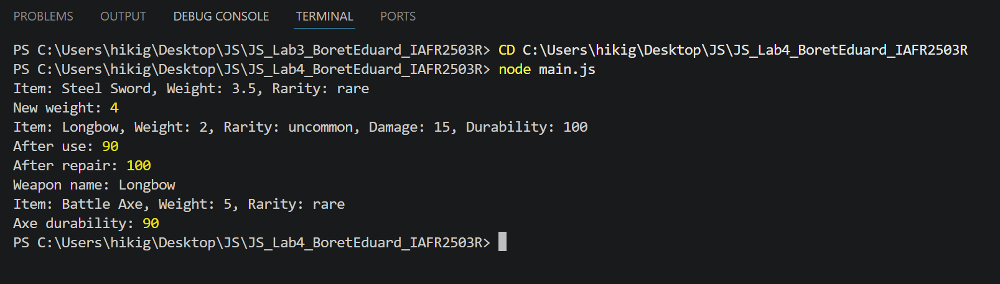 PROBLEMS OUTPUT DEBUG CONSOLE TERMINAL PORTS
PS C:\Users\hikig\Desktop\JS\JS_Lab3_BoretEduard_IAFR2503R> CD C:\Users\hikig\Desktop\JS\JS_Lab4_BoretEduard_IAFR2503R
PS C:\Users\hikig\Desktop\JS\JS_Lab4_BoretEduard_IAFR2503R> node main.js
Item: Steel Sword, Weight: 3.5, Rarity: rare
New weight: 4
Item: Longbow, Weight: 2, Rarity: uncommon, Damage: 15, Durability: 100
After use: 90
After repair: 100
Weapon name: Longbow
Item: Battle Axe, Weight: 5, Rarity: rare
Axe durability: 90
PS C:\Users\hikig\Desktop\JS\JS_Lab4_BoretEduard_IAFR2503R>